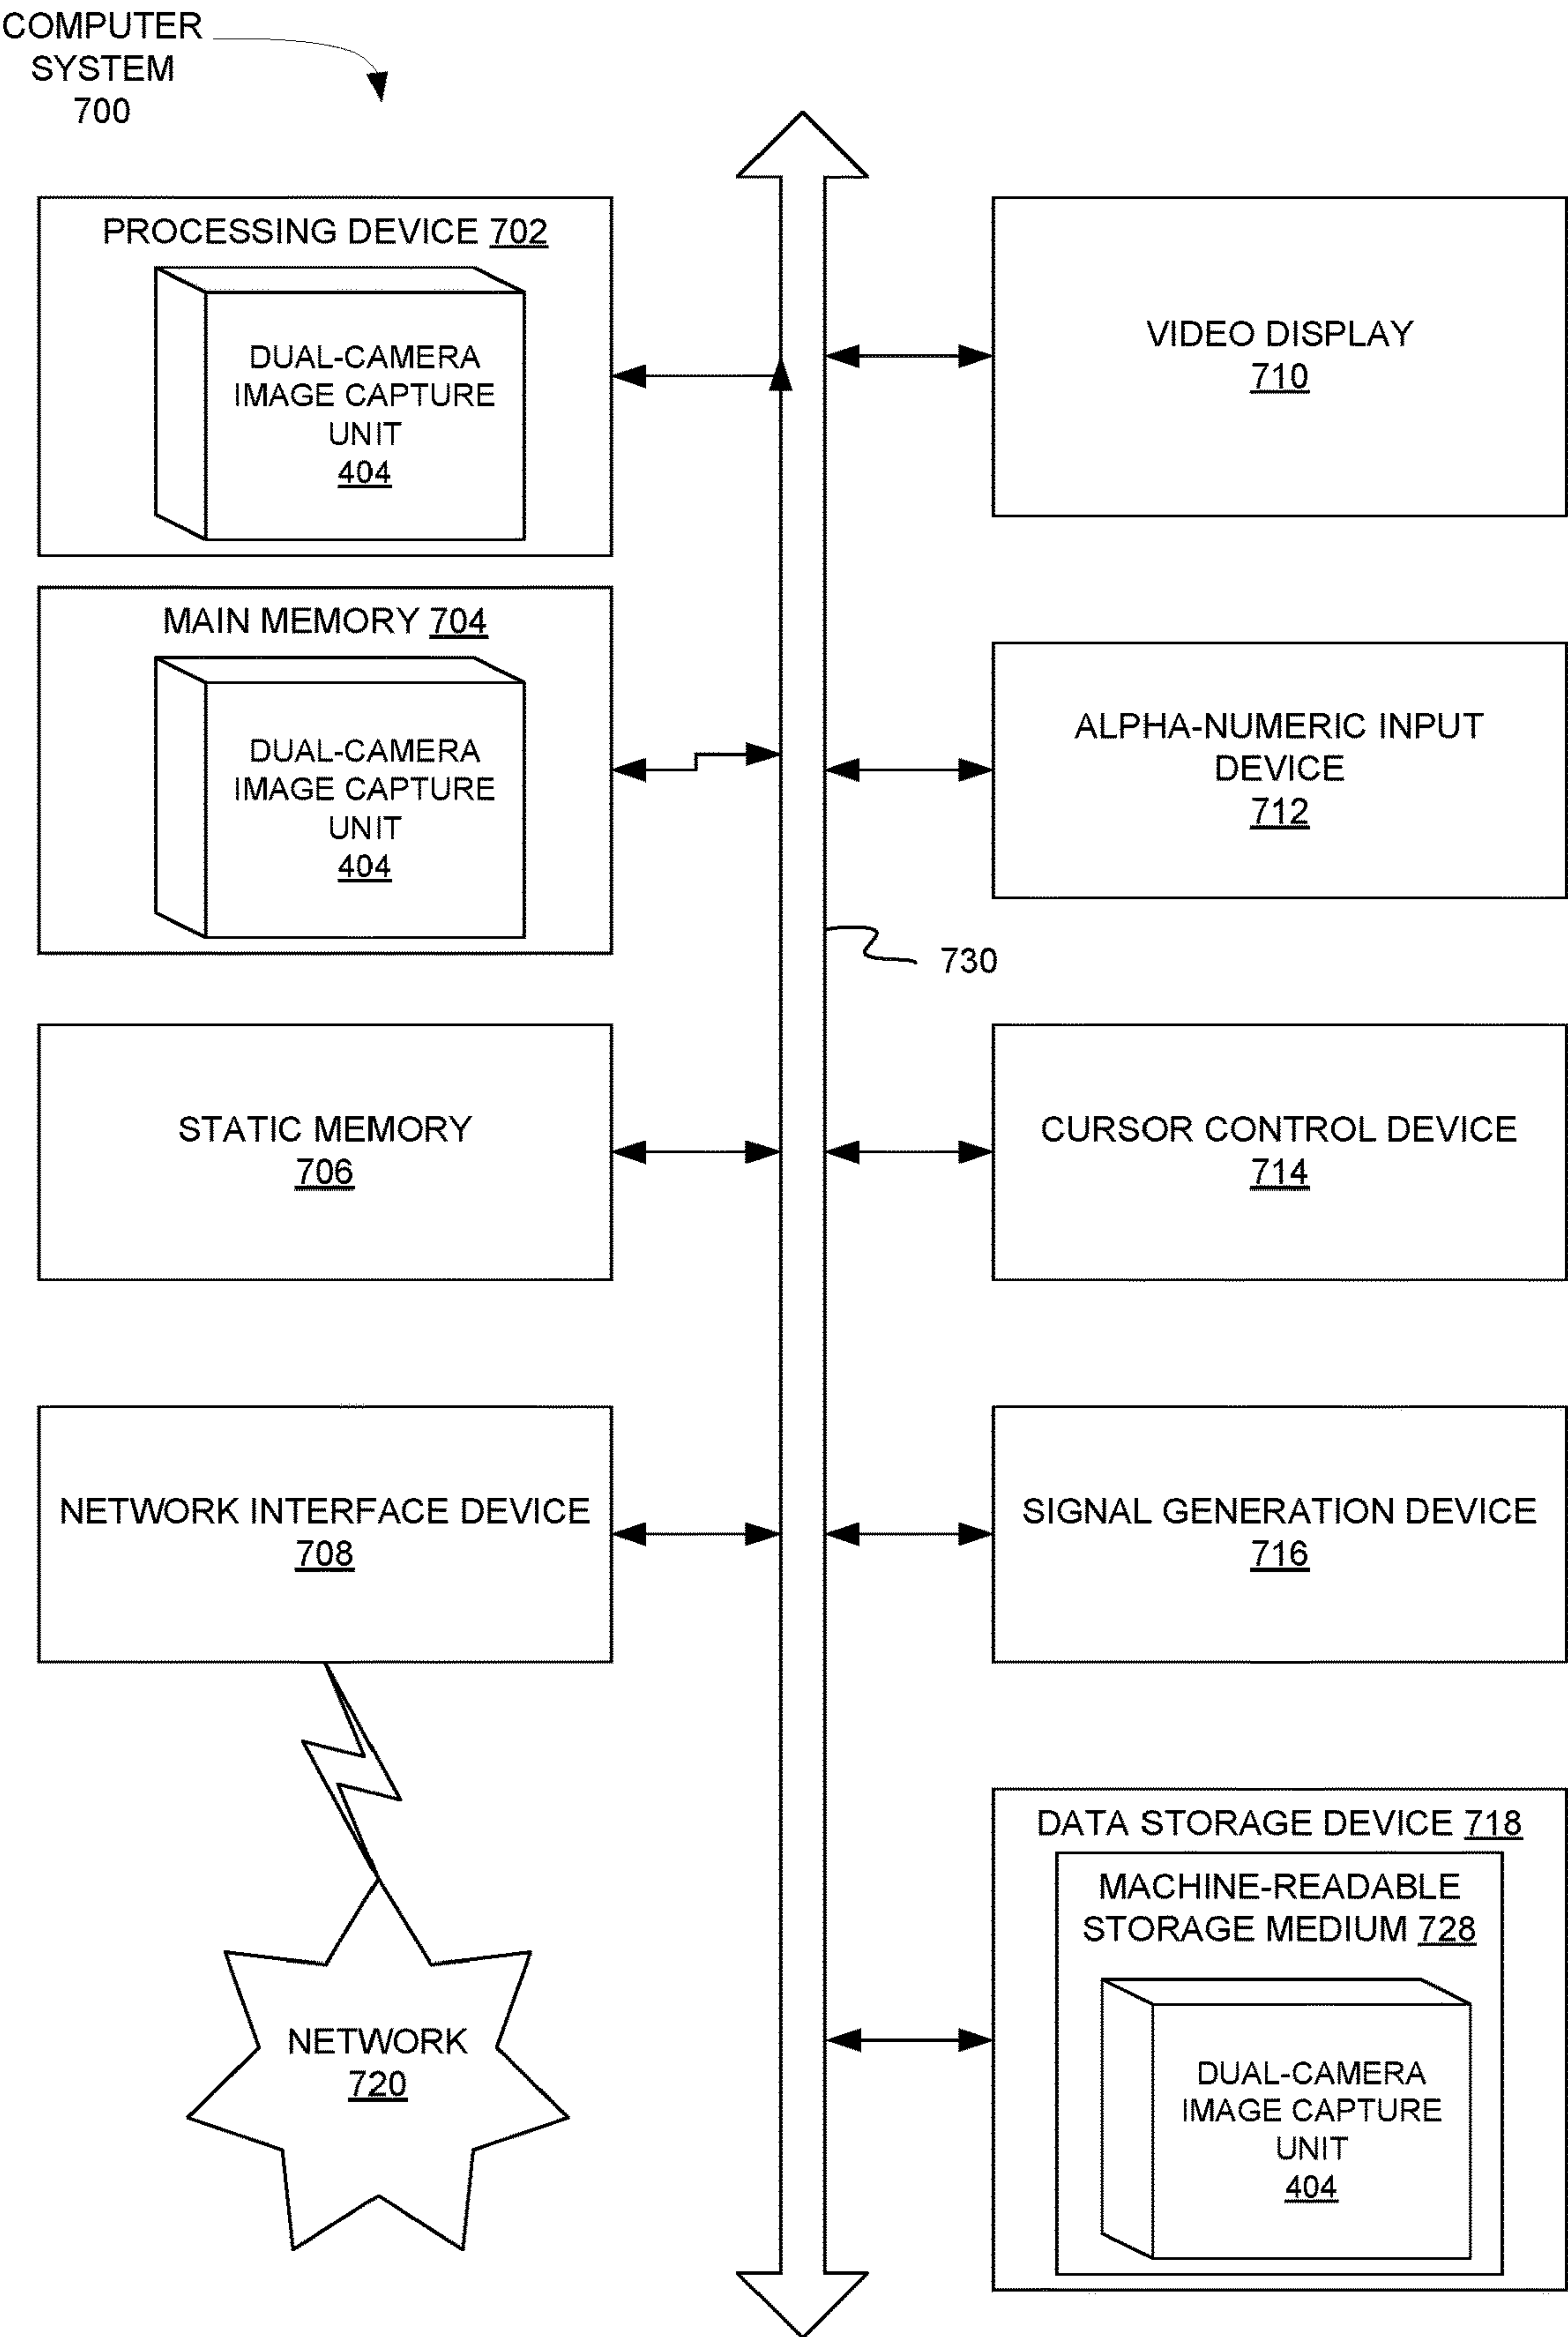 COMPUTER
SYSTEM
700
PROCESSING DEVICE 702
DUAL-CAMERA
IMAGE CAPTURE
UNIT
404
MAIN MEMORY 704
DUAL-CAMERA
IMAGE CAPTURE
UNIT
404
STATIC MEMORY
706
NETWORK INTERFACE DEVICE
708
NETWORK
720
VIDEO DISPLAY
710
ALPHA-NUMERIC INPUT
DEVICE
712
730
CURSOR CONTROL DEVICE
714
SIGNAL GENERATION DEVICE
716
DATA STORAGE DEVICE 718
MACHINE-READABLE
STORAGE MEDIUM 728
DUAL-CAMERA
IMAGE CAPTURE
UNIT
404